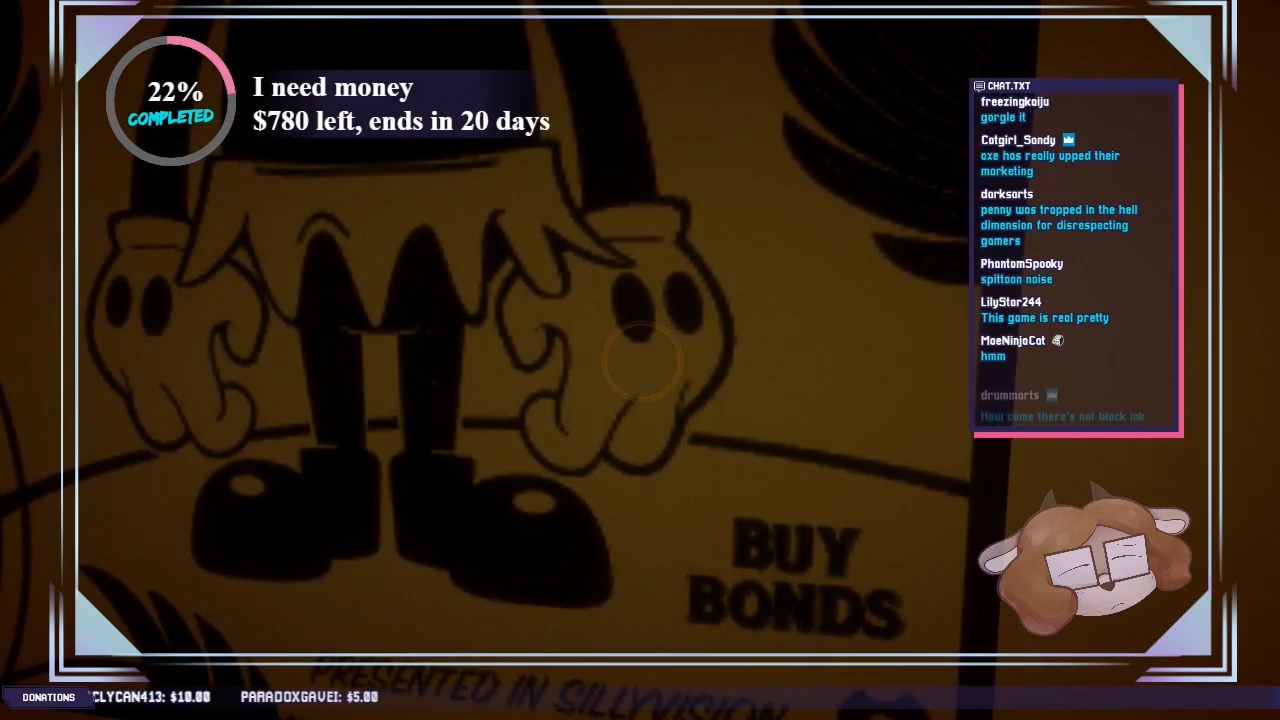 22%
COMPLETED
I need money
$780 left, ends in 20 days
CHAT.TXT
freezingkaiju
gorgle it
Catgirl_Sandy
axe has really upped their
marketing
darksorts
penny was trapped in the hell
dimension for disrespecting
gamers
PhantomSpooky
spittoon noise
LilyStar244
This game is real pretty
MoeNinjaCat
hmm
drummorts
How come there's not block ink
BUY
BONDS
PRESENTED IN SILLYVISION
DONATIONS
CLYCAN413: $10.00
PARADOXGAVEI: $5.00